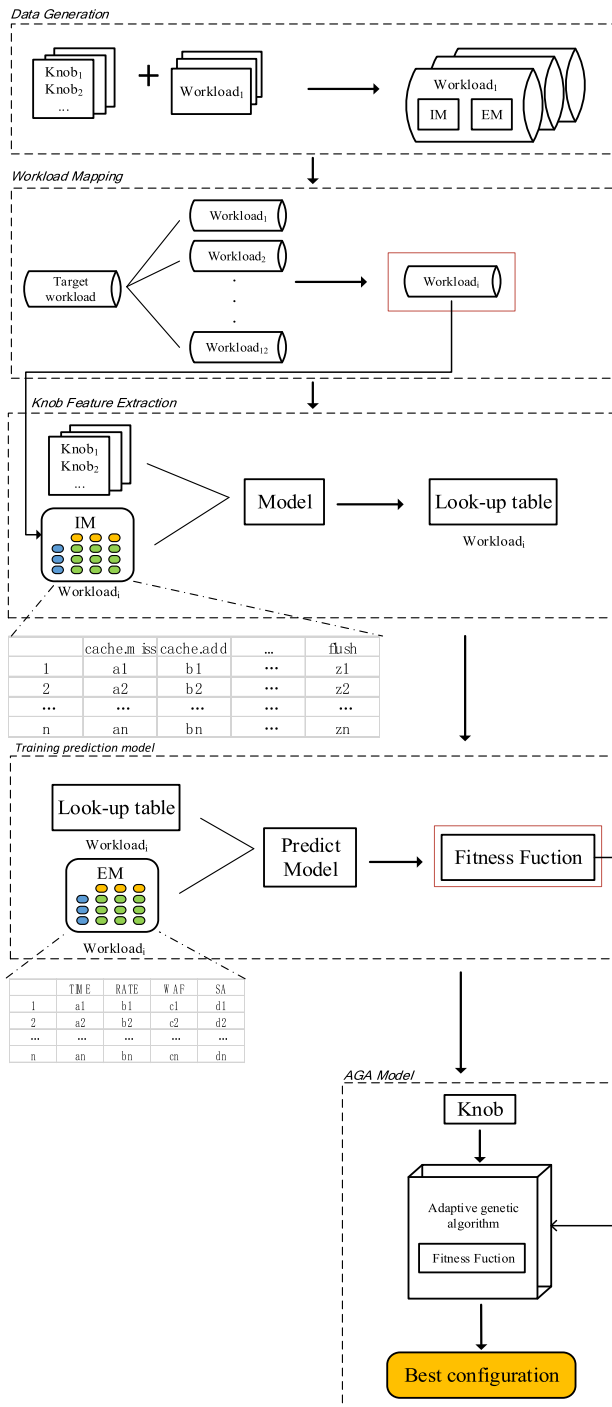 Data Generation
Knob1
Knob2
...
+
Workload1
Workload1
IM
EM
Workload Mapping
Target
workload
Workload1
Workload2
.
.
.
Workload12
Workloadi
Knob Feature Extraction
Knob1
Knob2
...
IM
Workloadi
Model
Look-up table
Workloadi
cache.miss cache.add ... flush
1 a1 b1 ... z1
2 a2 b2 ... z2
... ... ... ... ...
n an bn ... zn
Training prediction model
Look-up table
Workloadi
EM
Workloadi
Predict
Model
Fitness Fuction
TIME RATE WAF SA
1 a1 b1 c1 d1
2 a2 b2 c2 d2
... ... ... ... ...
n an bn cn dn
AGA Model
Knob
Adaptive genetic
algorithm
Fitness Fuction
Best configuration